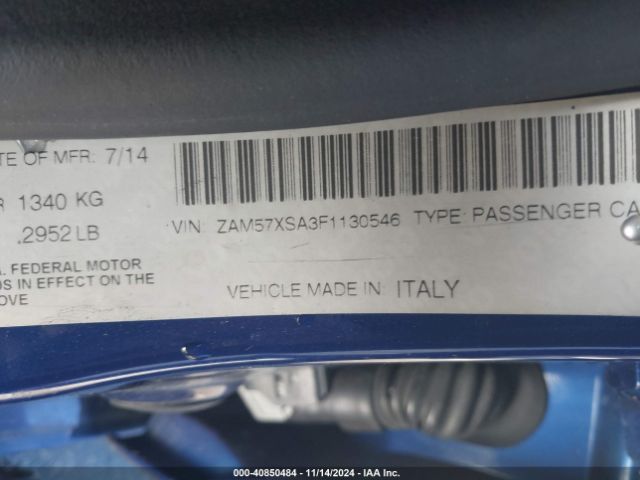 TE OF MFR: 7/14
R 1340 KG
2952 LB
VIN: ZAM57XSA3F1130546 TYPE: PASSENGER CA
A. FEDERAL MOTOR
DS IN EFFECT ON THE
OVE
VEHICLE MADE IN: ITALY
000-40850484 - 11/14/2024 - IAA Inc.